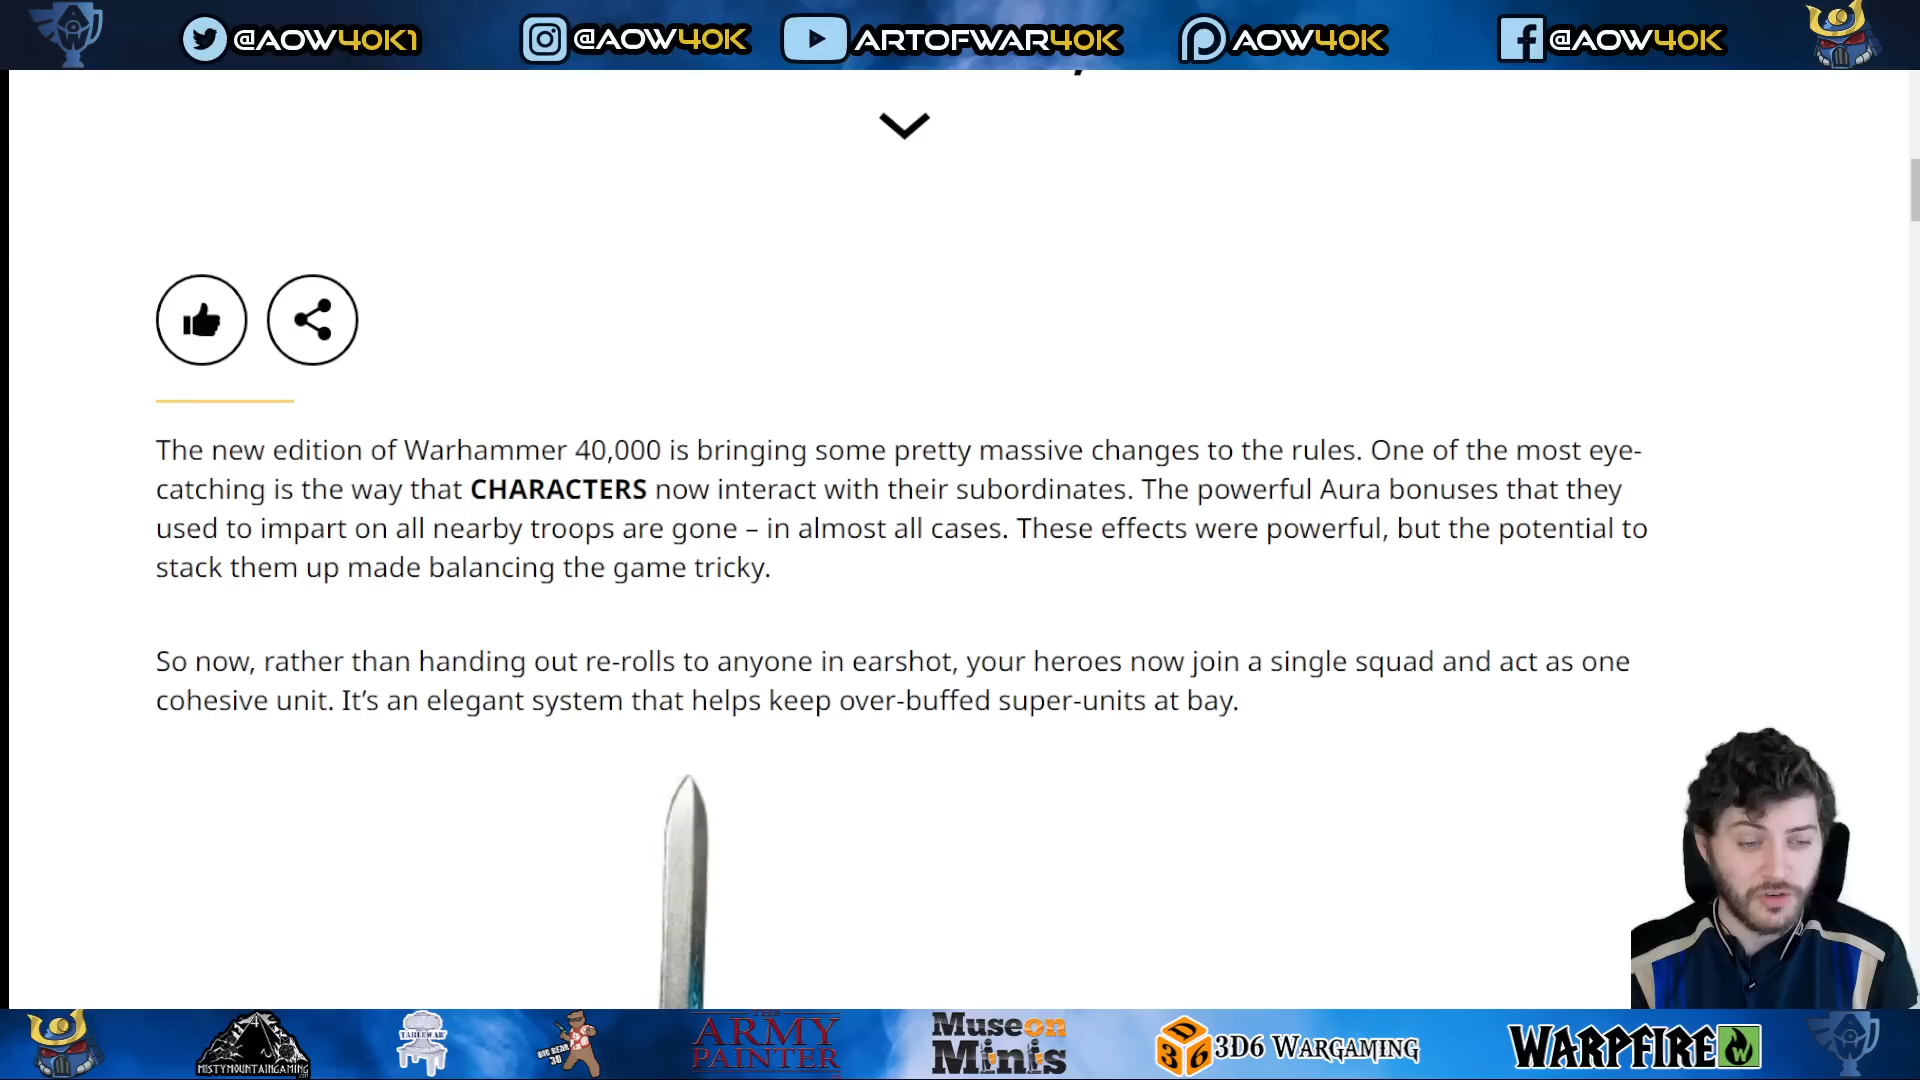 @AOW40K1 @AOW40K ARTOFWAR40K AOW40K @AOW40K
The new edition of Warhammer 40,000 is bringing some pretty massive changes to the rules. One of the most eye-
catching is the way that CHARACTERS now interact with their subordinates. The powerful Aura bonuses that they
used to impart on all nearby troops are gone – in almost all cases. These effects were powerful, but the potential to
stack them up made balancing the game tricky.
So now, rather than handing out re-rolls to anyone in earshot, your heroes now join a single squad and act as one
cohesive unit. It’s an elegant system that helps keep over-buffed super-units at bay.
MISTYMOUNTAINGAMING
TABLEWAR
BIG BEAR
3D
THE
ARMY
PAINTER
Museon
Minis
D36
3D6 WARGAMING
WARPFIRE